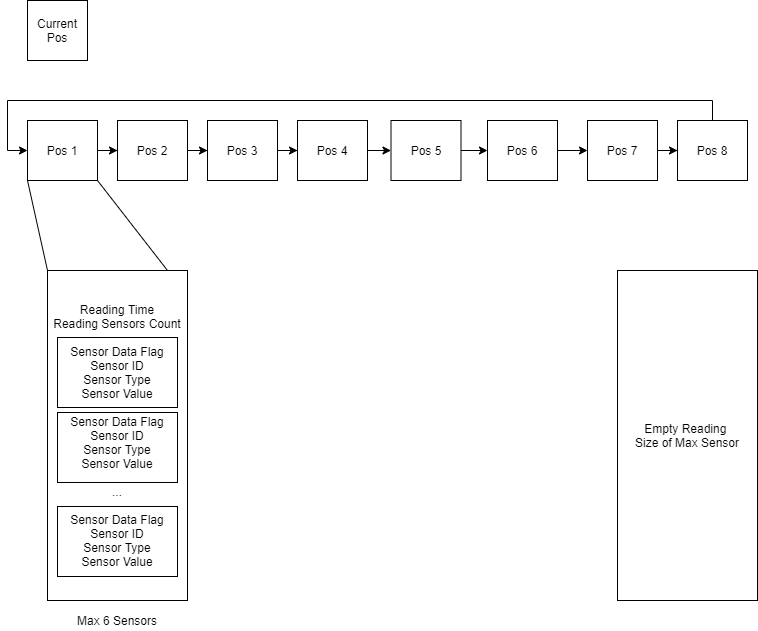 Current
Pos
Pos 1
Pos 2
Pos 3
Pos 4
Pos 5
Pos 6
Pos 7
Pos 8
Reading Time
Reading Sensors Count
Sensor Data Flag
Sensor ID
Sensor Type
Sensor Value
Sensor Data Flag
Sensor ID
Sensor Type
Sensor Value
...
Sensor Data Flag
Sensor ID
Sensor Type
Sensor Value
Max 6 Sensors
Empty Reading
Size of Max Sensor